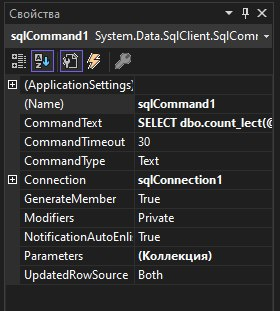 Свойства
sqlCommand1 System.Data.SqlClient.SqlComm
(ApplicationSettings)
(Name) sqlCommand1
CommandText SELECT dbo.count_lect(@
CommandTimeout 30
CommandType Text
Connection sqlConnection1
GenerateMember True
Modifiers Private
NotificationAutoEnlis True
Parameters (Коллекция)
UpdatedRowSource Both